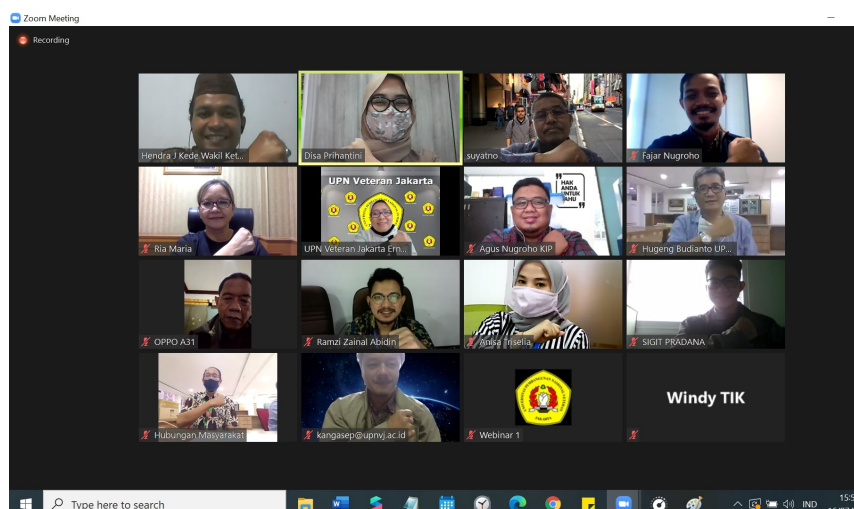 Zoom Meeting
Recording
Hendra J Kede Wakil Ket...
Disa Prihantini
suyatno
Fajar Nugroho
Ria Maria
UPN Veteran Jakarta
UPN Veteran Jakarta Ern...
HAK
ANDA
UNTUK
TAHU
Agus Nugroho KIP
Hugeng Budianto UP...
OPPO A31
Ramzi Zainal Abidin
Anisa Triselia
SIGIT PRADANA
Hubungan Masyarakat
kangasep@upnvj.ac.id
Webinar 1
Windy TIK
Type here to search
IND